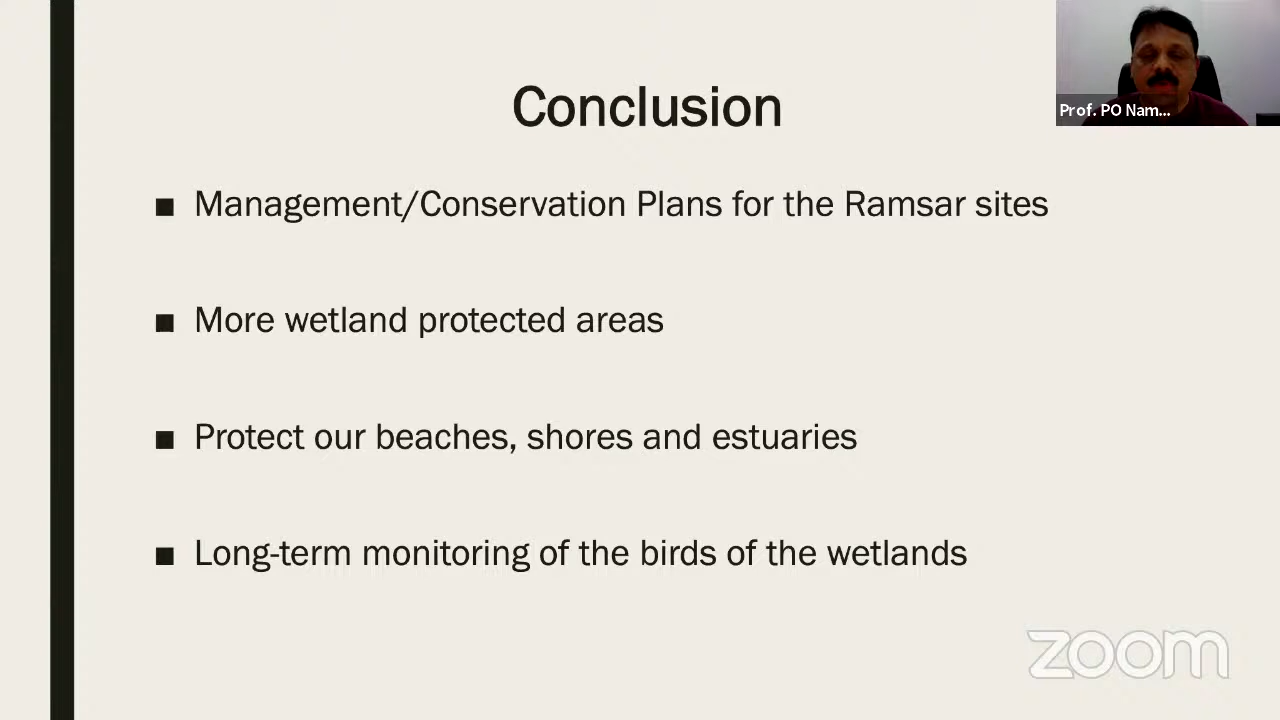 Conclusion
Prof. PO Nam...
■ Management/Conservation Plans for the Ramsar sites
■ More wetland protected areas
■ Protect our beaches, shores and estuaries
■ Long-term monitoring of the birds of the wetlands
zoom